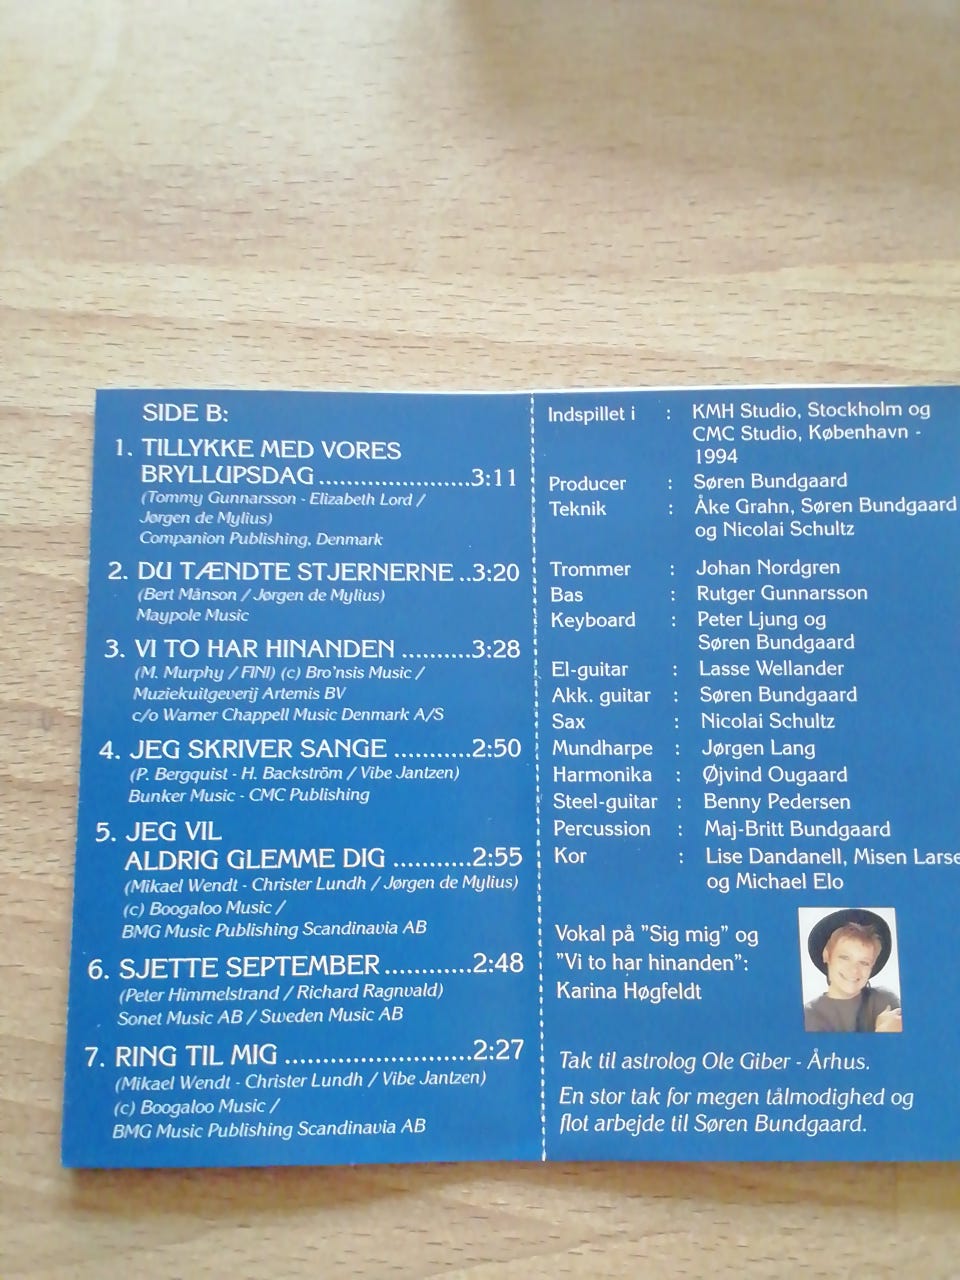 SIDE B:
1. TILLYKKE MED VORES
BRYLLUPSDAG......................3:11
(Tommy Gunnarsson - Elizabeth Lord /
Jørgen de Mylius)
Companion Publishing, Denmark
2. DU TÆNDTE STJERNERNE ..3:20
(Bert Månson / Jørgen de Mylius)
Maypole Music
3. VI TO HAR HINANDEN ..........3:28
(M. Murphy / FINI) (c) Bro'nsis Music /
Muziekuitgeverij Artemis BV
c/o Warner Chappell Music Denmark A/S
4. JEG SKRIVER SANGE ...........2:50
(P. Bergquist - H. Backström / Vibe Jantzen)
Bunker Music - CMC Publishing
5. JEG VIL
ALDRIG GLEMME DIG ...........2:55
(Mikael Wendt - Christer Lundh / Jørgen de Mylius)
(c) Boogaloo Music /
BMG Music Publishing Scandinavia AB
6. SJETTE SEPTEMBER............2:48
(Peter Himmelstrand / Richard Ragnvald)
Sonet Music AB / Sweden Music AB
7. RING TIL MIG ..........................2:27
(Mikael Wendt - Christer Lundh / Vibe Jantzen)
(c) Boogaloo Music /
BMG Music Publishing Scandinavia AB
Indspillet i : KMH Studio, Stockholm og
CMC Studio, København -
1994
Producer : Søren Bundgaard
Teknik : Åke Grahn, Søren Bundgaard
og Nicolai Schultz
Trommer : Johan Nordgren
Bas : Rutger Gunnarsson
Keyboard : Peter Ljung og
Søren Bundgaard
El-guitar : Lasse Wellander
Akk. guitar : Søren Bundgaard
Sax : Nicolai Schultz
Mundharpe : Jørgen Lang
Harmonika : Øjvind Ougaard
Steel-guitar : Benny Pedersen
Percussion : Maj-Britt Bundgaard
Kor : Lise Dandanell, Misen Larse
og Michael Elo
Vokal på "Sig mig" og
"Vi to har hinanden":
Karina Høgfeldt
Tak til astrolog Ole Giber - Århus.
En stor tak for megen tålmodighed og
flot arbejde til Søren Bundgaard.